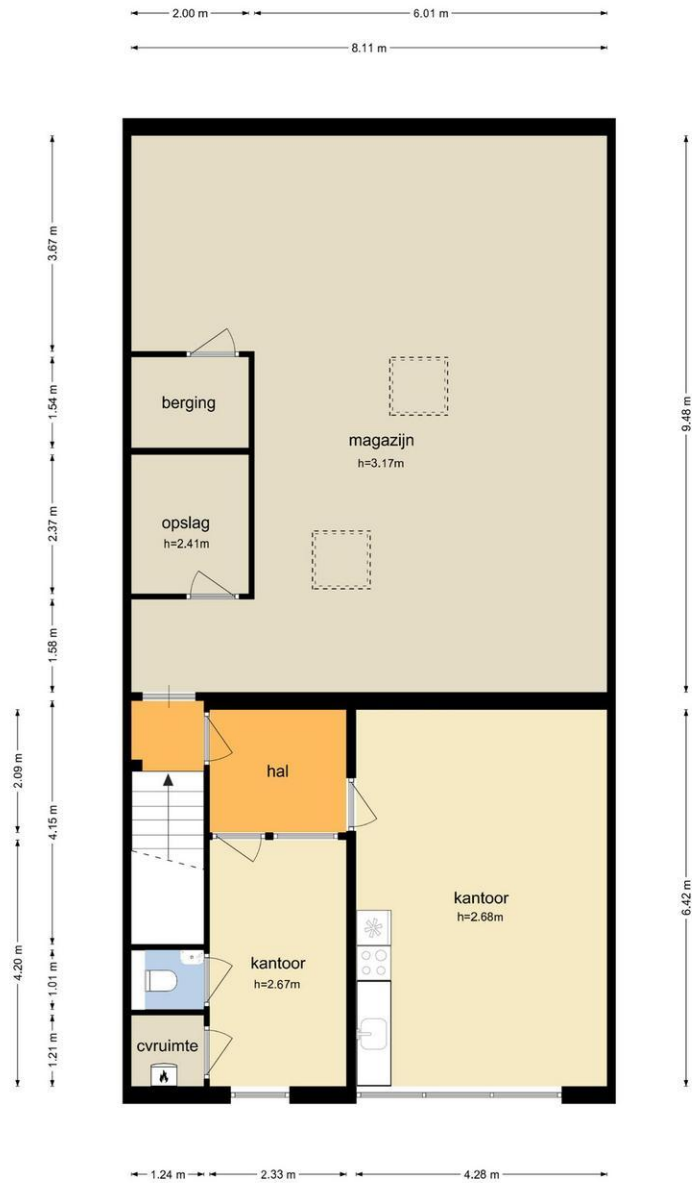 2.00 m
6.01 m
8.11 m
3.67 m
1.54 m
2.37 m
1.58 m
9.48 m
berging
magazijn
h=3.17m
opslag
h=2.41m
2.09 m
4.20 m
4.15 m
1.01 m
1.21 m
6.42 m
hal
kantoor
h=2.68m
kantoor
h=2.67m
cvruimte
1.24 m
2.33 m
4.28 m